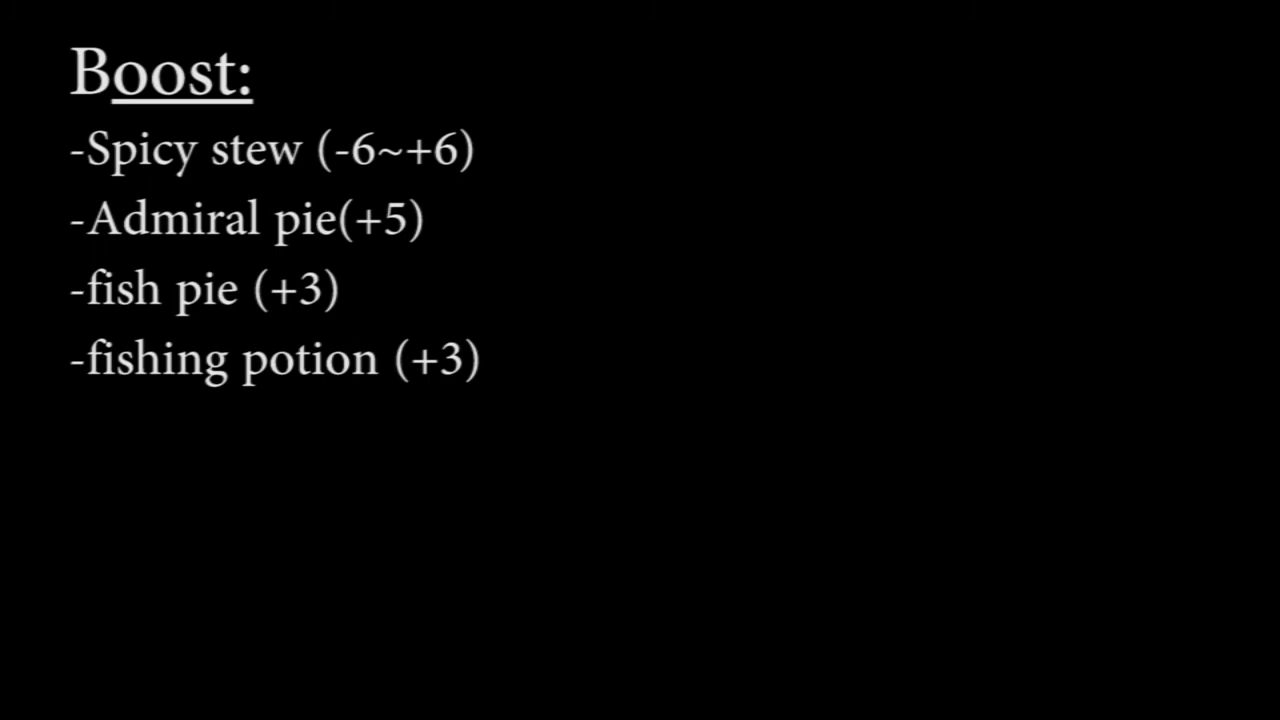 Boost:
-Spicy stew (-6~+6)
-Admiral pie(+5)
-fish pie (+3)
-fishing potion (+3)